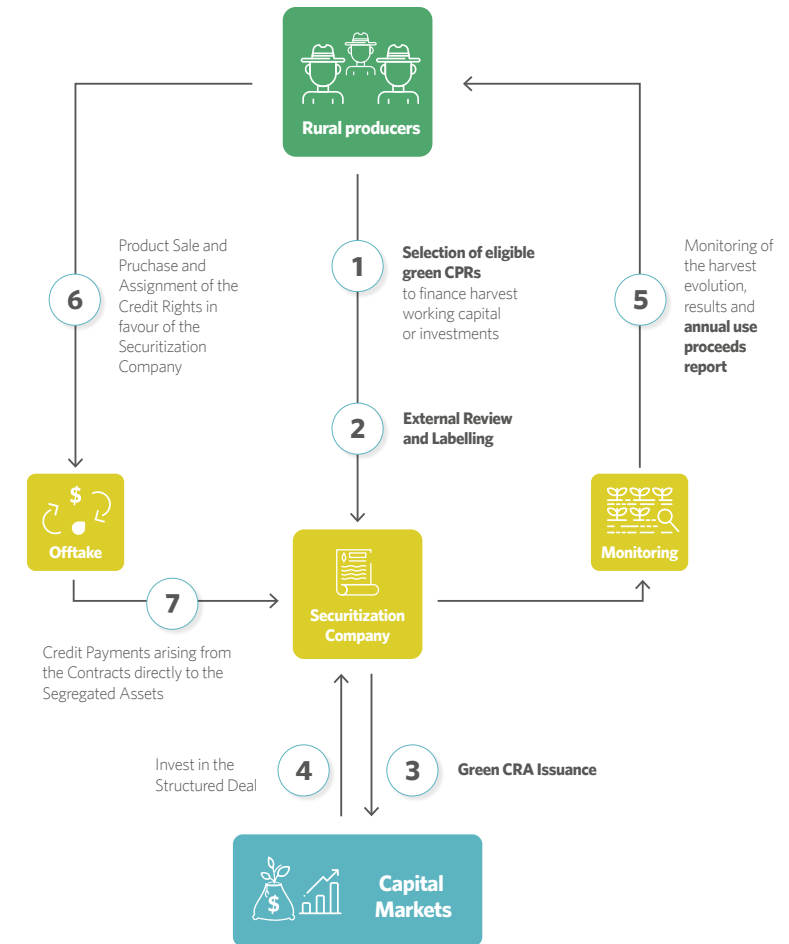 Rural producers
1
Selection of eligible
green CPRs
to finance harvest
working capital
or investments
2
External Review
and Labelling
Securitization
Company
3
Green CRA Issuance
Capital
Markets
$
4
Invest in the
Structured Deal
5
Monitoring of
the harvest
evolution,
results and
annual use
proceeds
report
Monitoring
6
Product Sale and
Pruchase and
Assignment of the
Credit Rights in
favour of the
Securitization
Company
$
Offtake
7
Credit Payments arising from
the Contracts directly to the
Segregated Assets